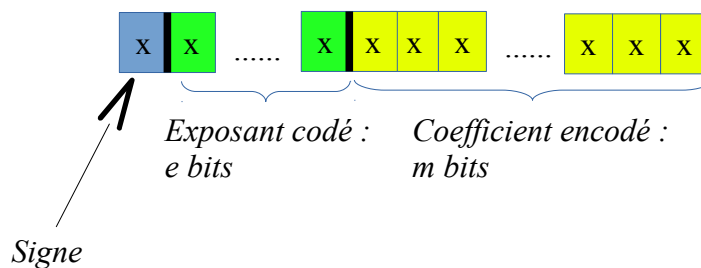 x x ...... x x x x ...... x x x
Exposant codé : Coefficient encodé :
e bits m bits
Signe